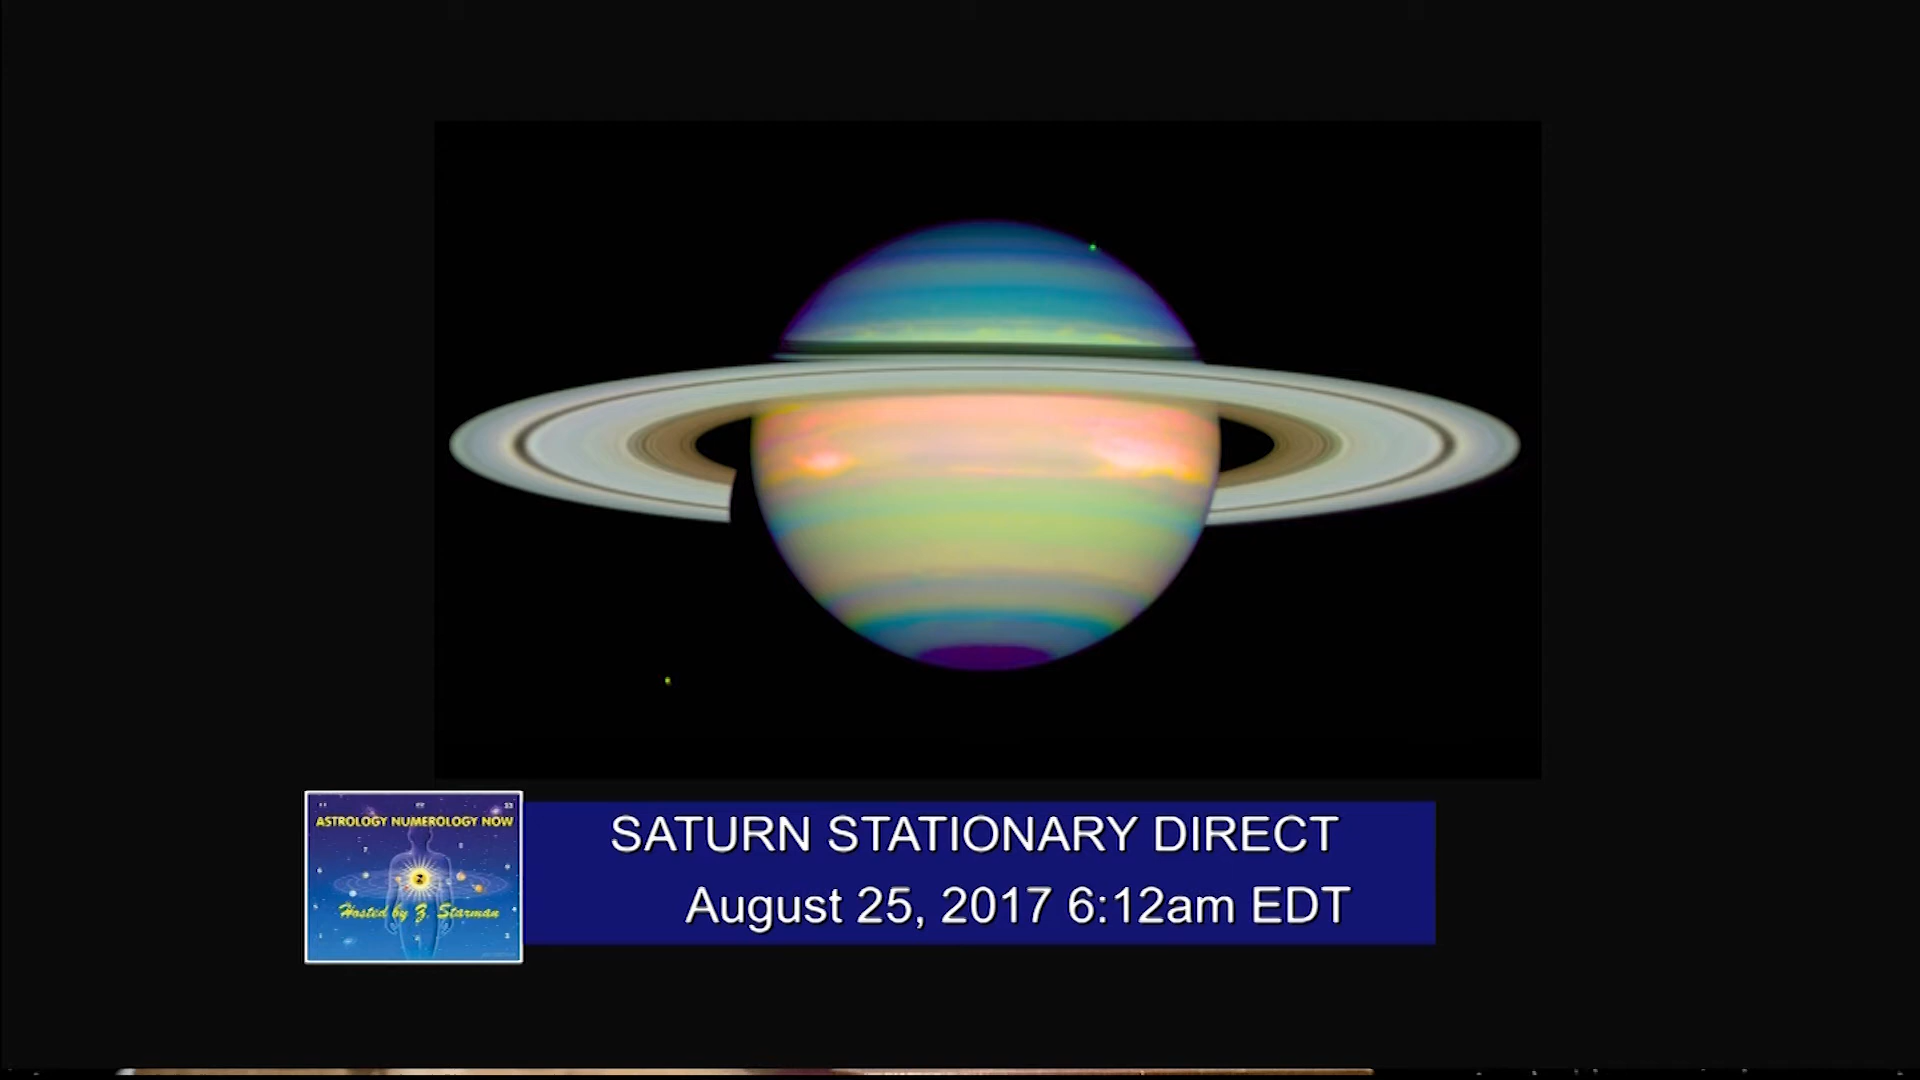 SATURN STATIONARY DIRECT
August 25, 2017 6:12am EDT
ASTROLOGY NUMEROLOGY NOW
Hosted by Z. Starman